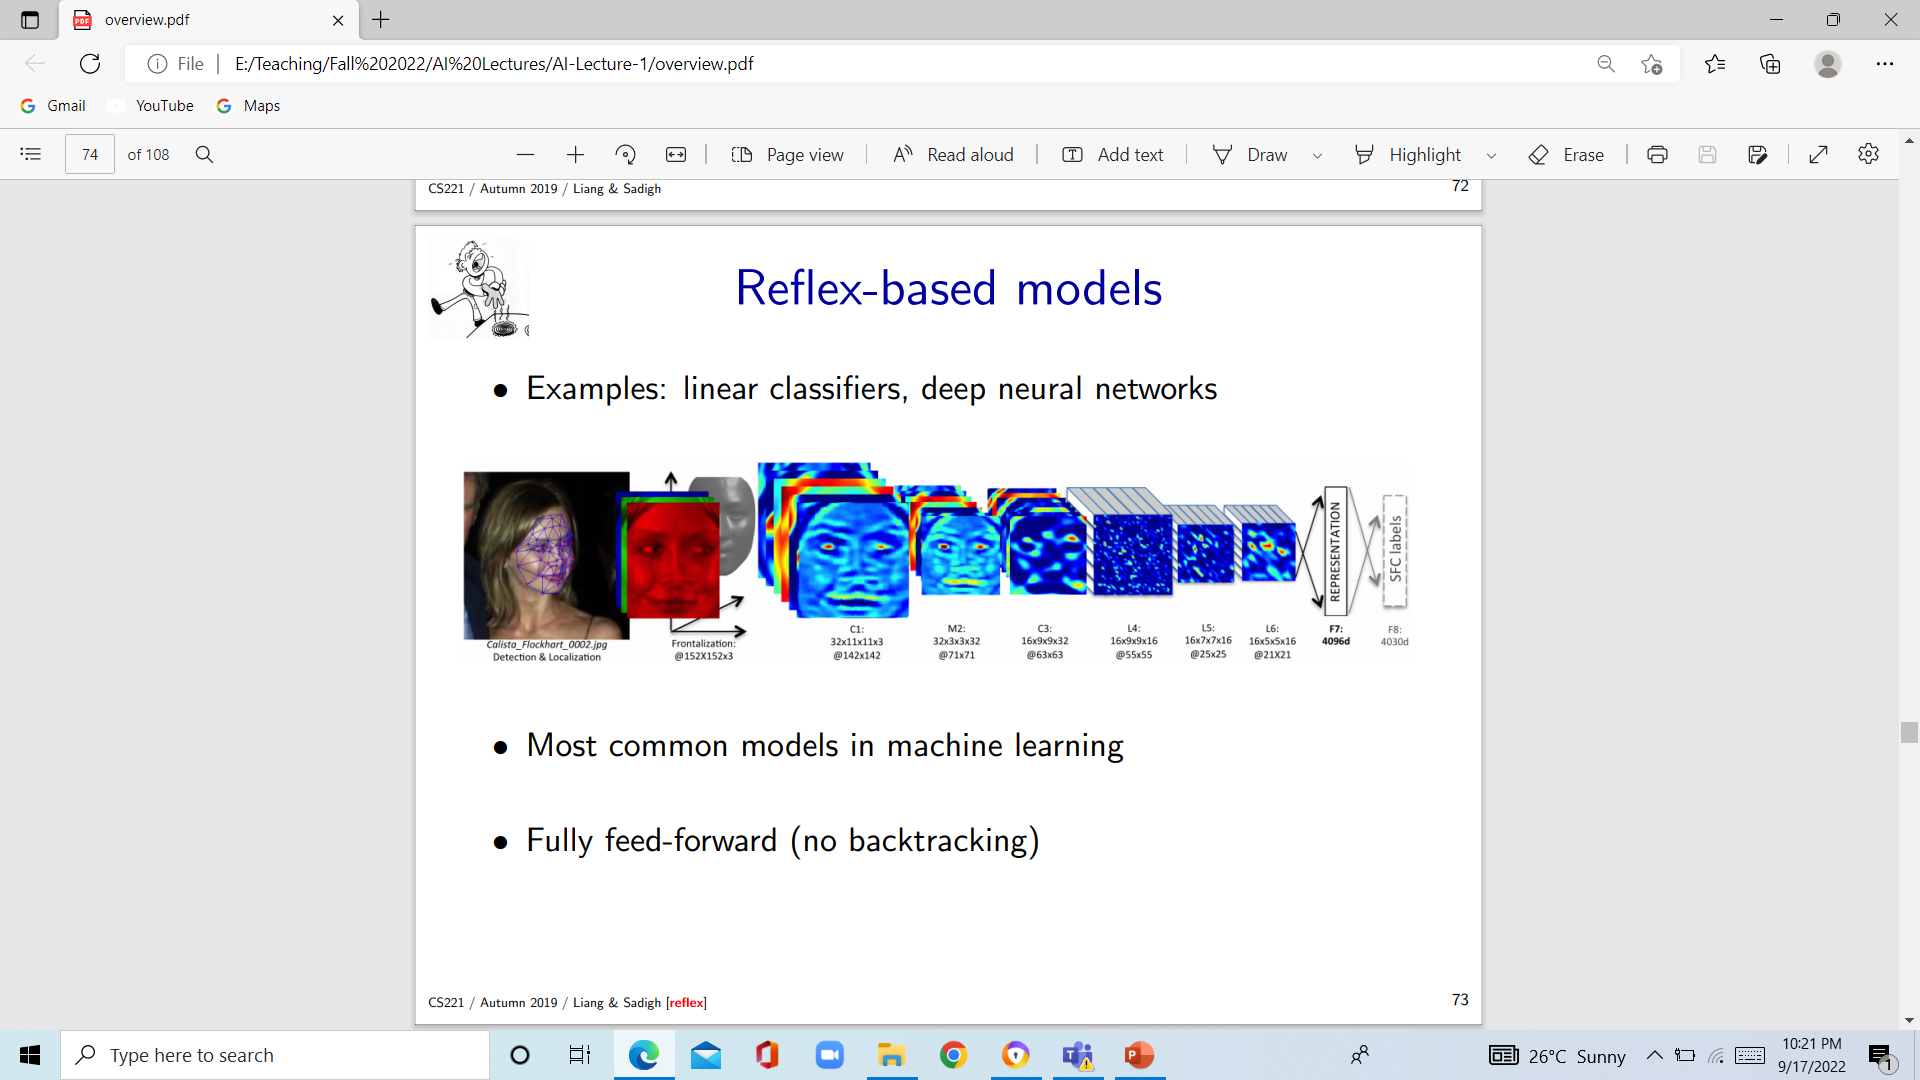 overview.pdf
File
E:/Teaching/Fall%202022/AI%20Lectures/AI-Lecture-1/overview.pdf
Gmail
YouTube
Maps
74 of 108
Page view
Read aloud
Add text
Draw
Highlight
Erase
CS221 / Autumn 2019 / Liang & Sadigh
72
Reflex-based models
• Examples: linear classifiers, deep neural networks
REPRESENTATION
SFC labels
Calista_Flockhart_0002.jpg
Detection & Localization
Frontalization:
@152X152x3
C1:
32x11x11x3
@142x142
M2:
32x3x3x32
@71x71
C3:
16x9x9x32
@63x63
L4:
16x9x9x16
@55x55
L5:
16x7x7x16
@25x25
L6:
16x5x5x16
@21X21
F7:
4096d
F8:
4030d
• Most common models in machine learning
• Fully feed-forward (no backtracking)
CS221 / Autumn 2019 / Liang & Sadigh [reflex]
73
Type here to search
26°C Sunny
10:21 PM
9/17/2022
1